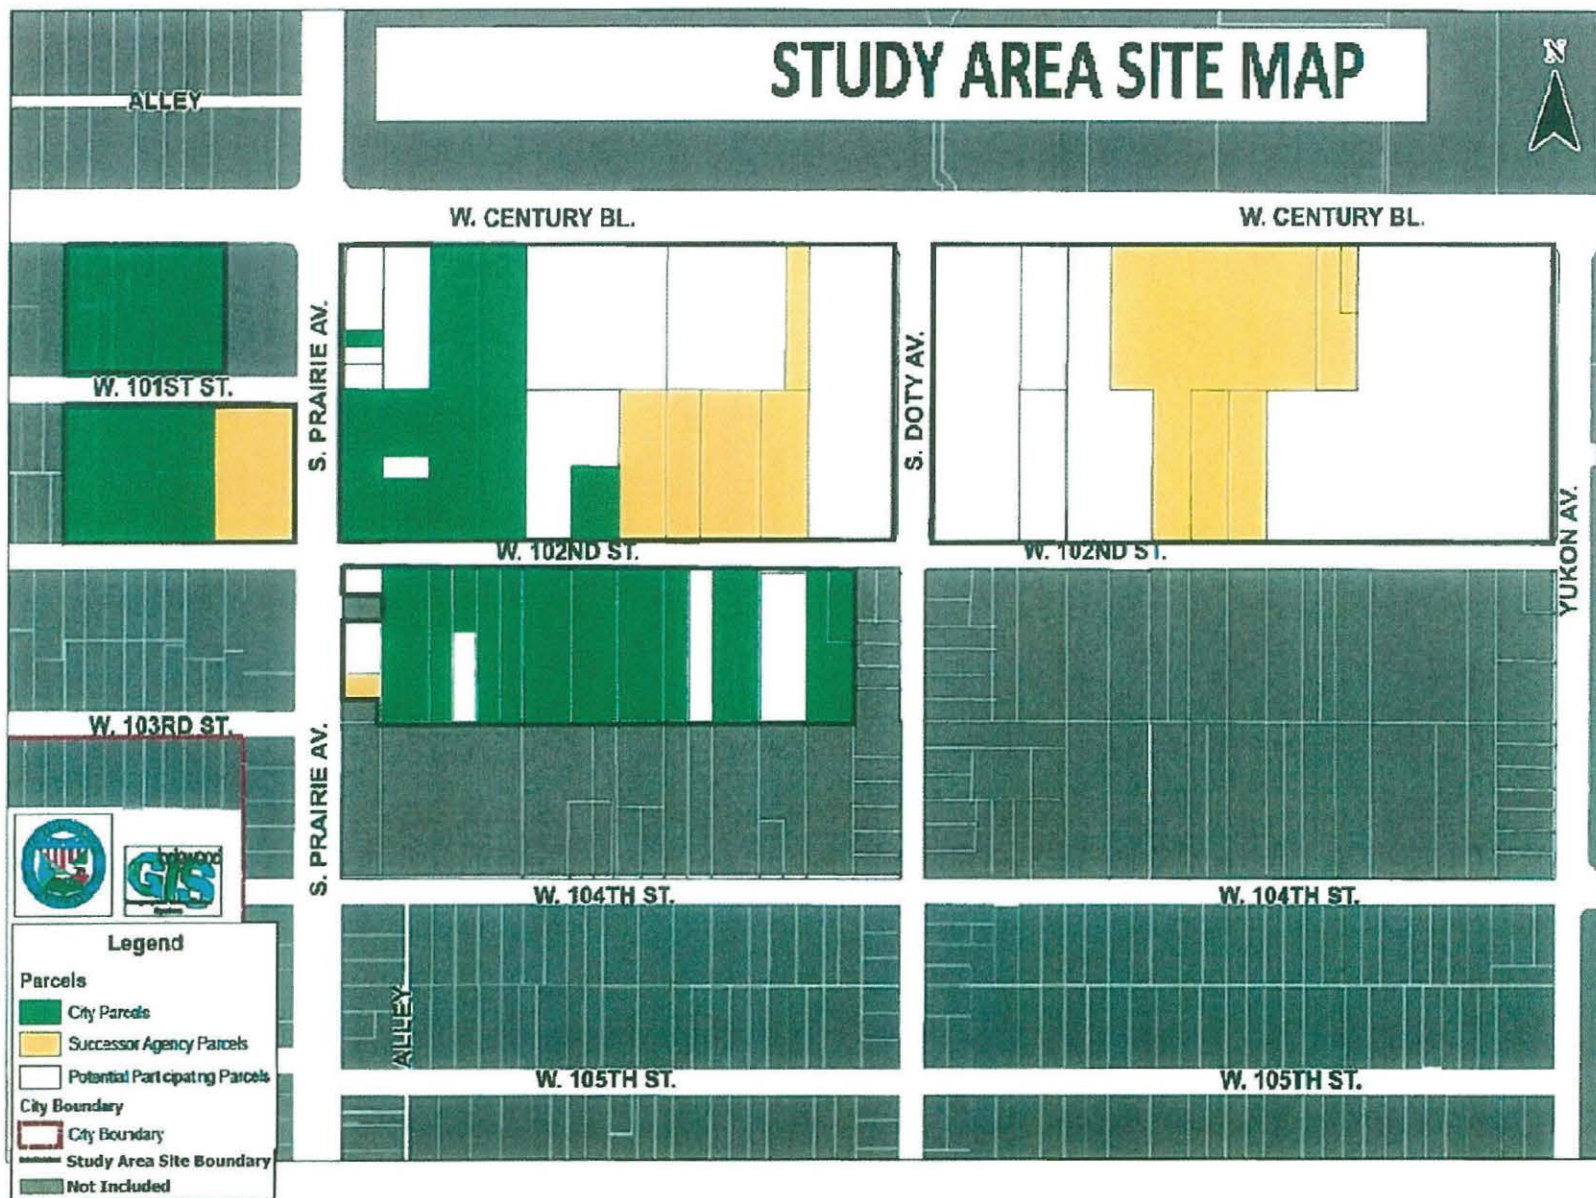 STUDY AREA SITE MAP
N
ALLEY
W. CENTURY BL.
W. CENTURY BL.
S. PRAIRIE AV.
W. 101ST ST.
S. DOTY AV.
YUKON AV.
W. 102ND ST.
W. 102ND ST.
W. 103RD ST.
S. PRAIRIE AV.
Inglewood
GIS
W. 104TH ST.
W. 104TH ST.
ALLEY
W. 105TH ST.
W. 105TH ST.
Legend
Parcels
City Parcels
Successor Agency Parcels
Potential Participating Parcels
City Boundary
City Boundary
Study Area Site Boundary
Not Included